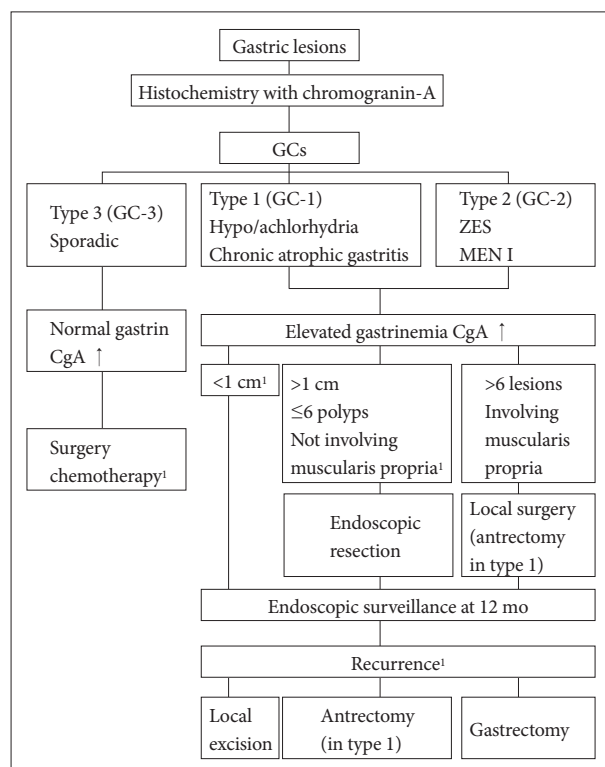 Gastric lesions
Histochemistry with chromogranin-A
GCs
Type 3 (GC-3)
Sporadic
Type 1 (GC-1)
Hypo/achlorhydria
Chronic atrophic gastritis
Type 2 (GC-2)
ZES
MEN I
Normal gastrin
CgA ↑
Elevated gastrinemia CgA ↑
<1 cm¹
>1 cm
≤6 polyps
Not involving
muscularis propria¹
>6 lesions
Involving
muscularis
propria
Surgery
chemotherapy¹
Endoscopic
resection
Local surgery
(antrectomy
in type 1)
Endoscopic surveillance at 12 mo
Recurrence¹
Local
excision
Antrectomy
(in type 1)
Gastrectomy